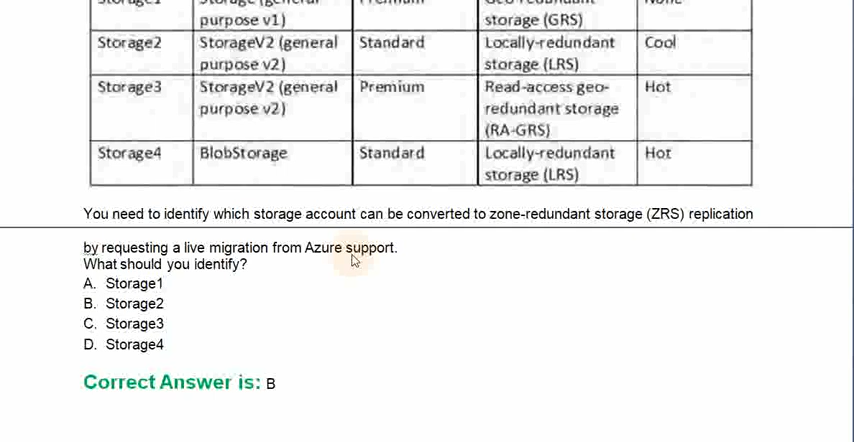 purpose v1)
storage (GRS)
Storage2 StorageV2 (general purpose v2) Standard Locally-redundant storage (LRS) Cool
Storage3 StorageV2 (general purpose v2) Premium Read-access geo-redundant storage (RA-GRS) Hot
Storage4 BlobStorage Standard Locally-redundant storage (LRS) Hot
You need to identify which storage account can be converted to zone-redundant storage (ZRS) replication
by requesting a live migration from Azure support.
What should you identify?
A. Storage1
B. Storage2
C. Storage3
D. Storage4
Correct Answer is: B